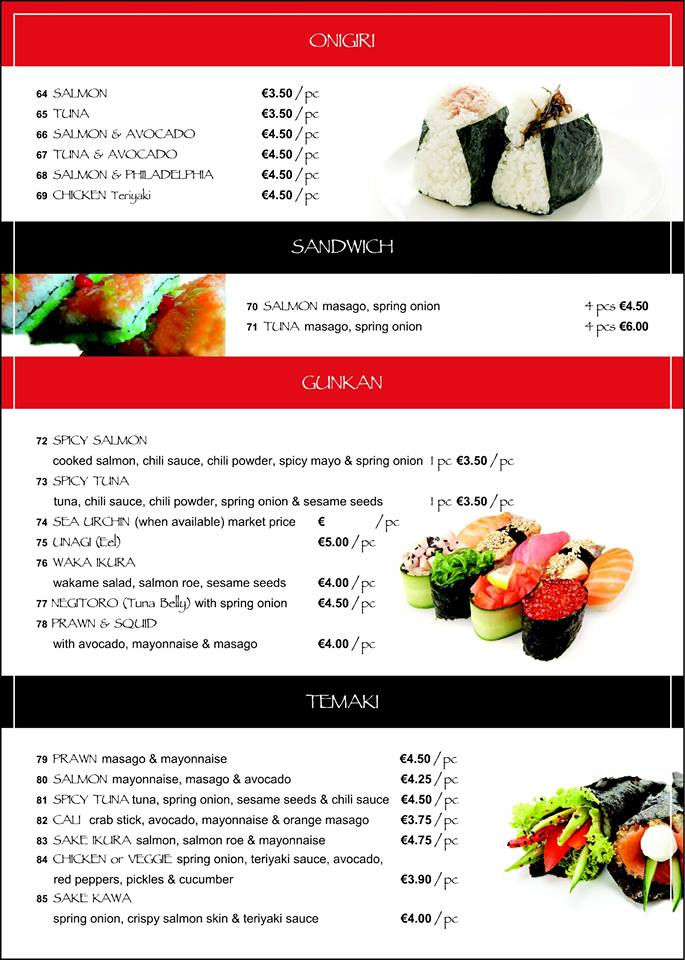 ONIGIRI
64 SALMON €3.50 / pc
65 TUNA €3.50 / pc
66 SALMON & AVOCADO €4.50 / pc
67 TUNA & AVOCADO €4.50 / pc
68 SALMON & PHILADELPHIA €4.50 / pc
69 CHICKEN Teriyaki €4.50 / pc
SANDWICH
70 SALMON masago, spring onion 4 pcs €4.50
71 TUNA masago, spring onion 4 pcs €6.00
GUNKAN
72 SPICY SALMON
cooked salmon, chili sauce, chili powder, spicy mayo & spring onion 1 pc €3.50 / pc
73 SPICY TUNA
tuna, chili sauce, chili powder, spring onion & sesame seeds 1 pc €3.50 / pc
74 SEA URCHIN (when available) market price € / pc
75 UNAGI (Eel) €5.00 / pc
76 WAKA IKURA
wakame salad, salmon roe, sesame seeds €4.00 / pc
77 NEGITORO (Tuna Belly) with spring onion €4.50 / pc
78 PRAWN & SQUID
with avocado, mayonnaise & masago €4.00 / pc
TEMAKI
79 PRAWN masago & mayonnaise €4.50 / pc
80 SALMON mayonnaise, masago & avocado €4.25 / pc
81 SPICY TUNA tuna, spring onion, sesame seeds & chili sauce €4.50 / pc
82 CALI crab stick, avocado, mayonnaise & orange masago €3.75 / pc
83 SAKE IKURA salmon, salmon roe & mayonnaise €4.75 / pc
84 CHICKEN or VEGGIE spring onion, teriyaki sauce, avocado,
red peppers, pickles & cucumber €3.90 / pc
85 SAKE KAWA
spring onion, crispy salmon skin & teriyaki sauce €4.00 / pc